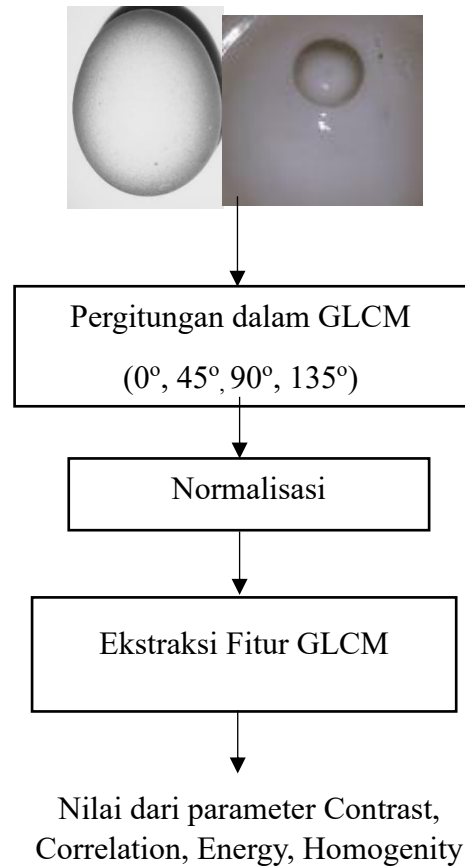 Pergitungan dalam GLCM
(0º, 45º, 90º, 135º)
Normalisasi
Ekstraksi Fitur GLCM
Nilai dari parameter Contrast,
Correlation, Energy, Homogenity